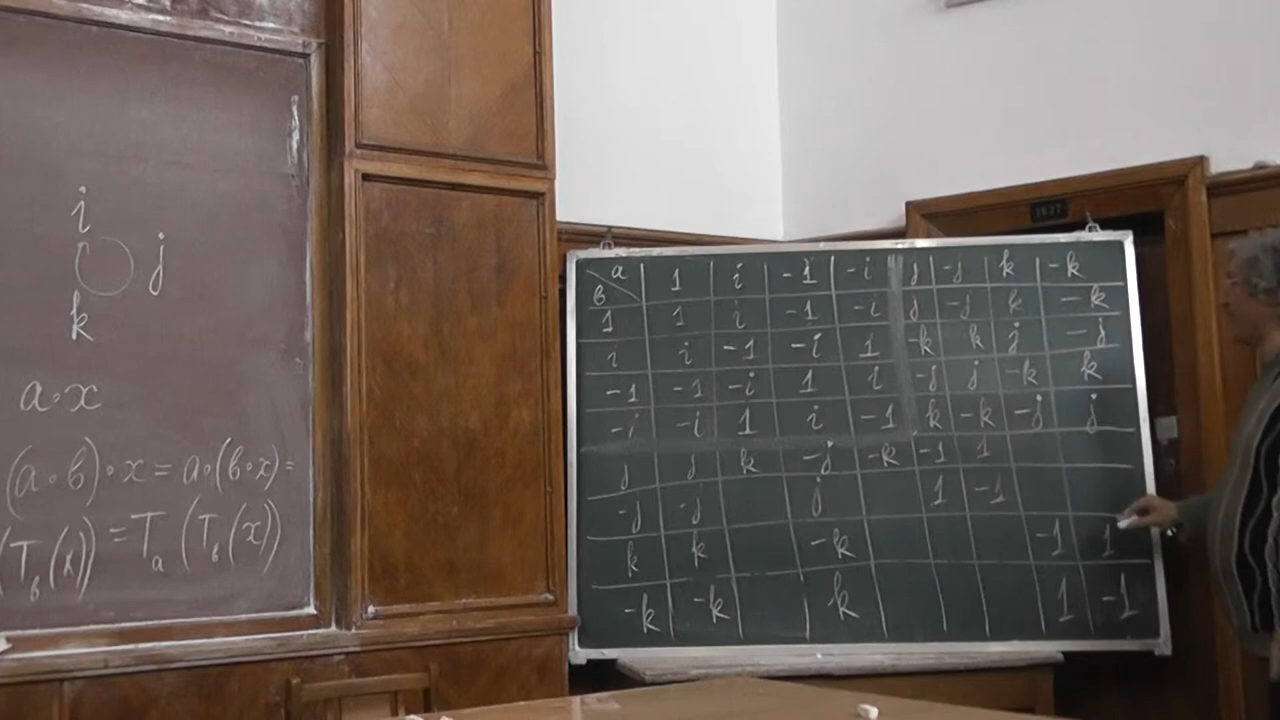 i
j
k
a∘x
(a∘b)∘x = a∘(b∘x) =
(T_b(x)) = T_a (T_b(x))
1637
a
b 1 i -1 -i j -j k -k
1 1 i -1 -i j -j k -k
i i -1 -i 1 -k k j -j
-1 -1 -i 1 i -j j -k k
-i -i 1 i -1 k -k -j j
j j k -j -k -1 1
-j -j j 1 -1
k k -k -1 1
-k -k k 1 -1